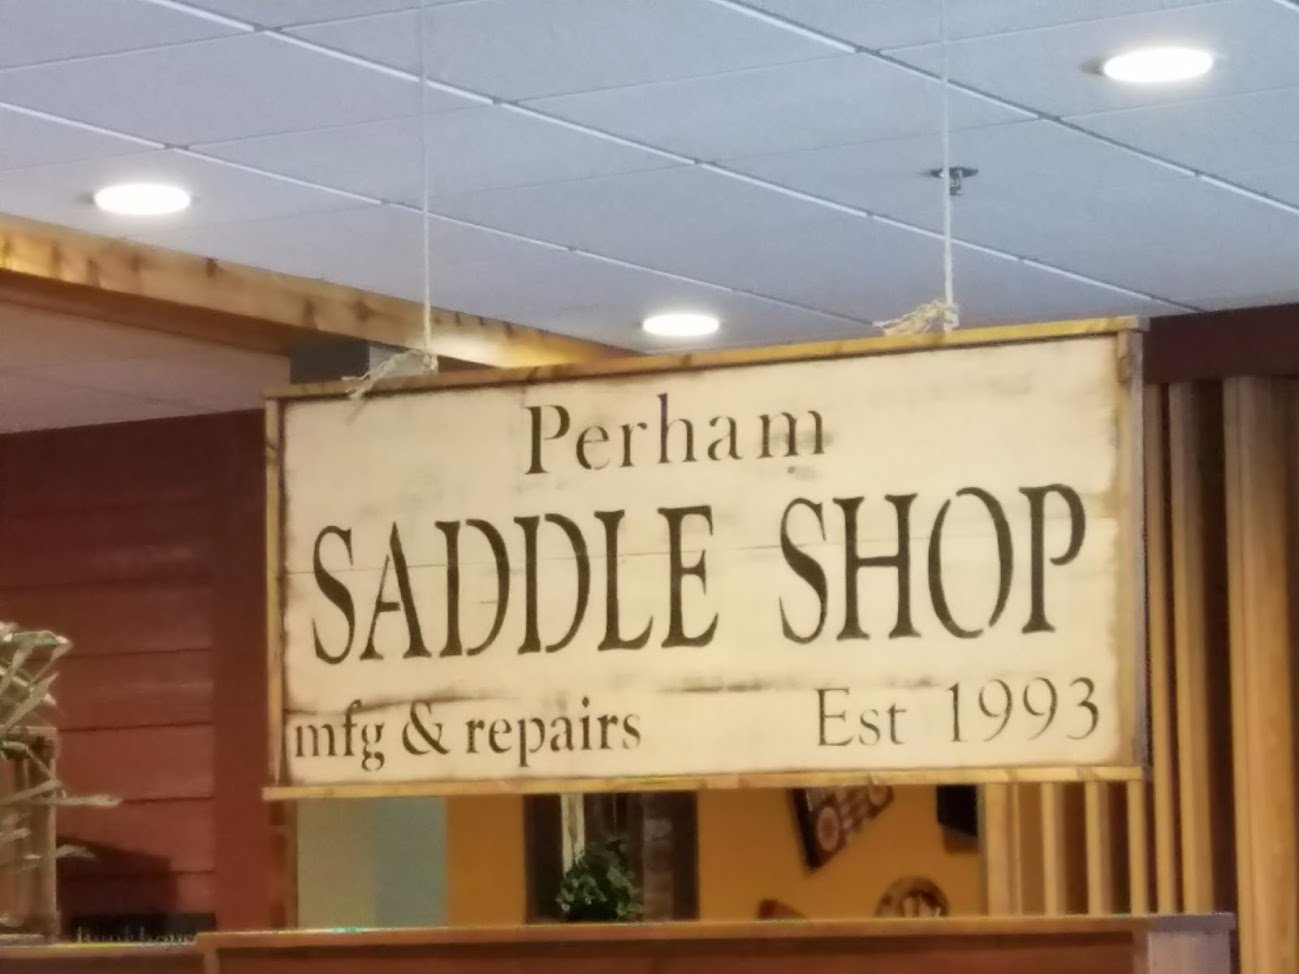 Perham
SADDLE SHOP
mfg & repairs Est 1993